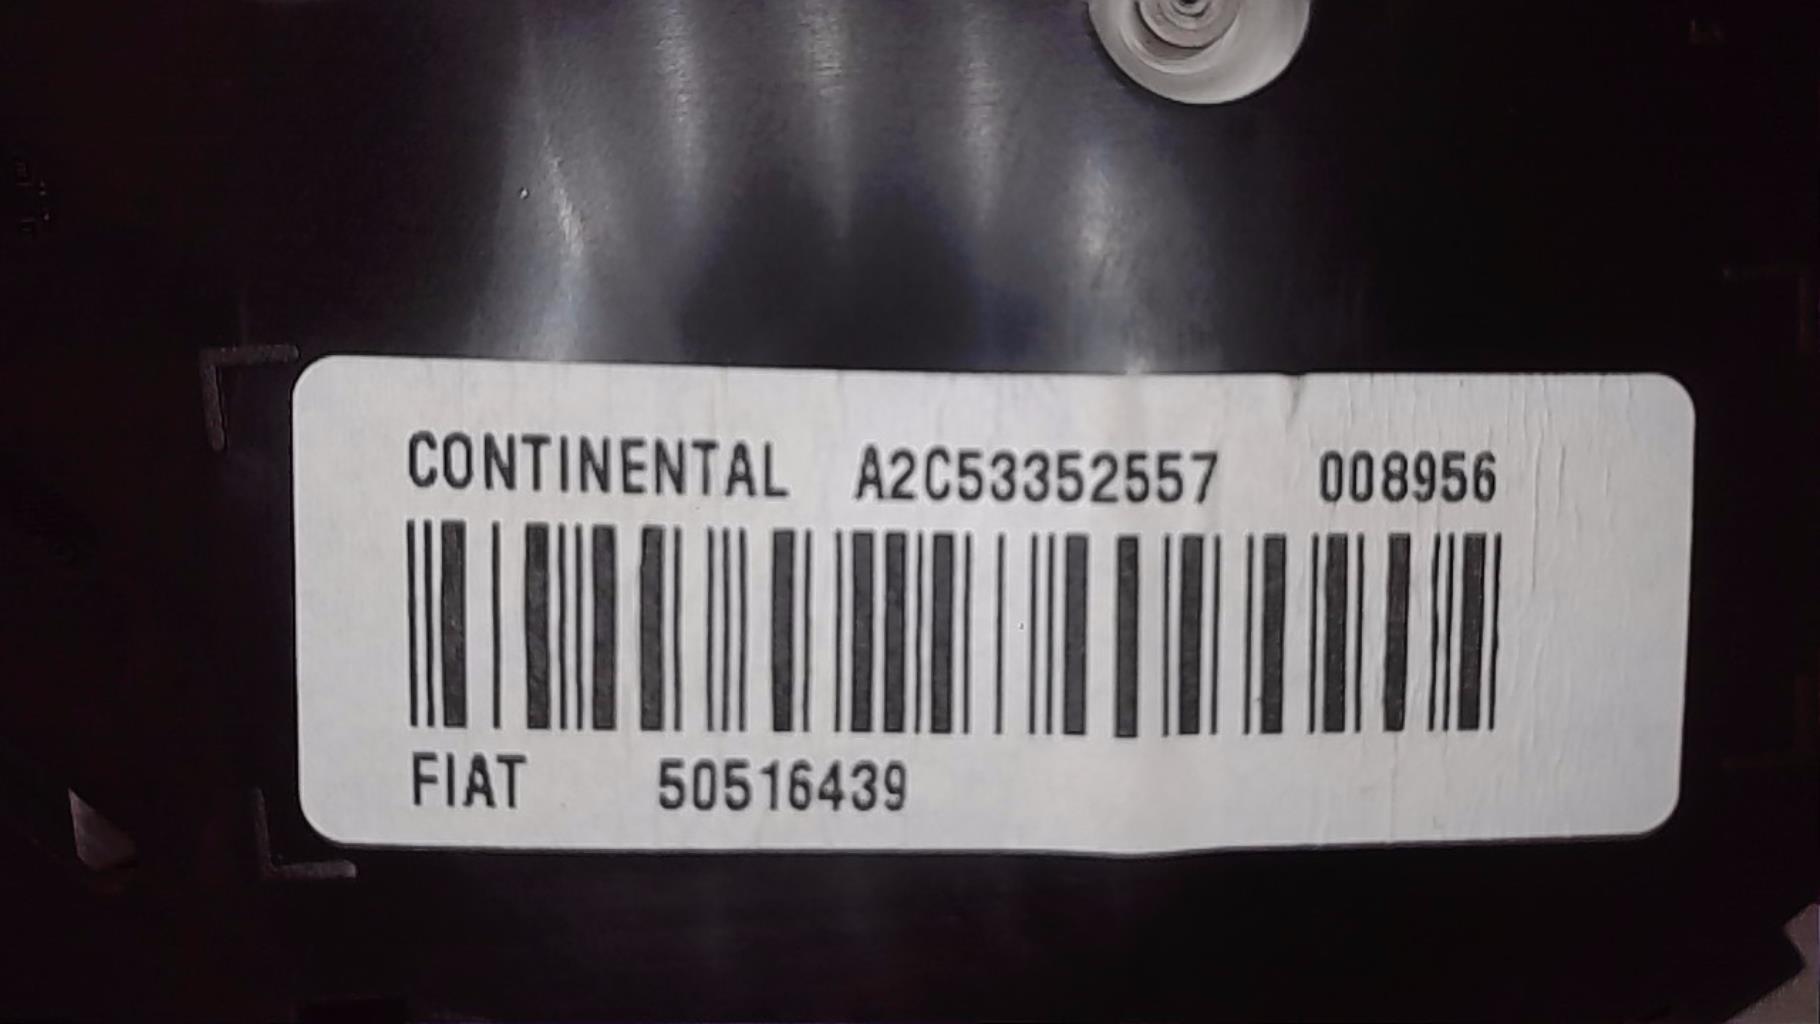 CONTINENTAL A2C53352557 008956
FIAT 50516439